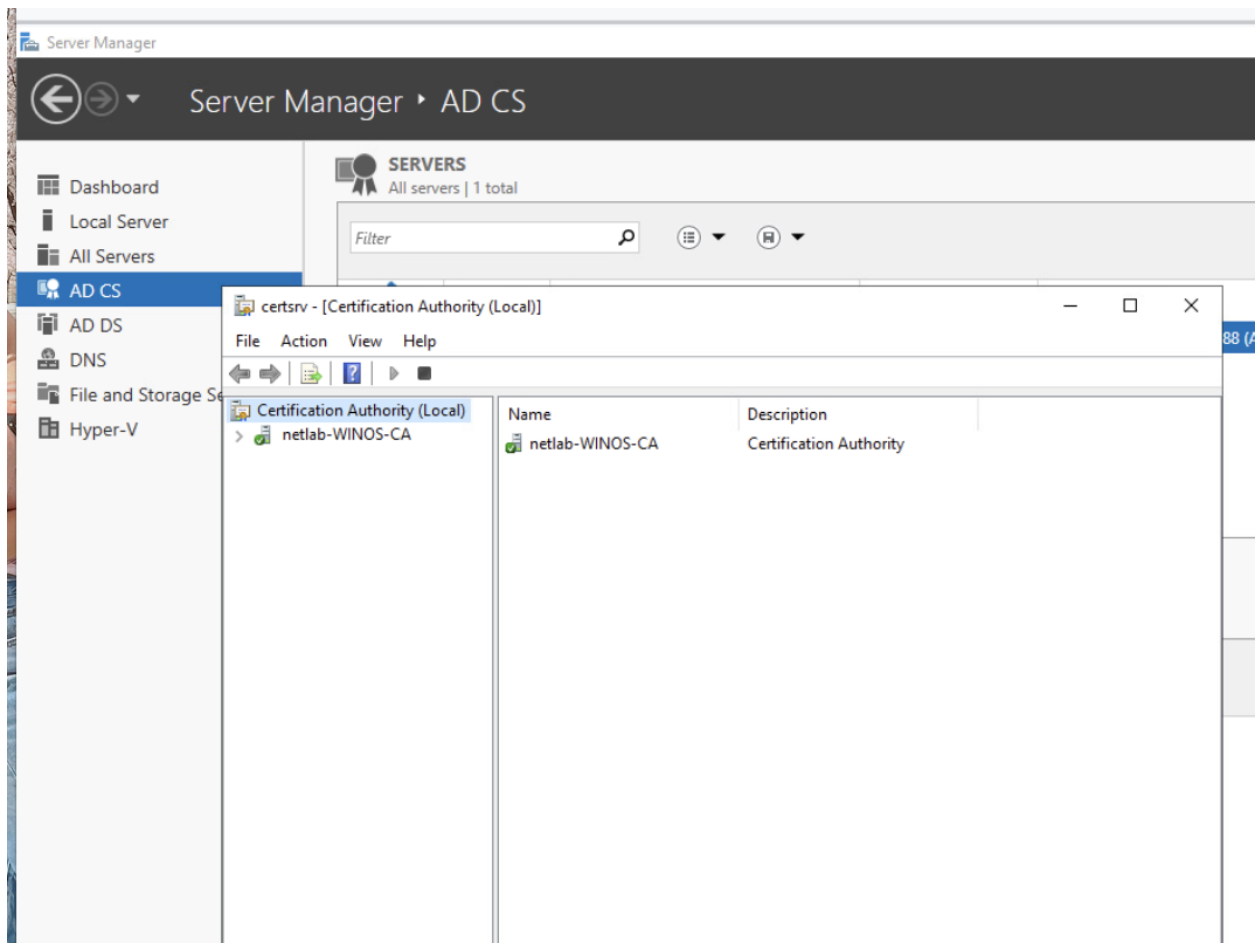 Server Manager
Server Manager ‣ AD CS
Dashboard
Local Server
All Servers
AD CS
AD DS
DNS
File and Storage Se
Hyper-V
SERVERS
All servers | 1 total
Filter
88 (A
certsrv - [Certification Authority (Local)]
File Action View Help
Certification Authority (Local)
netlab-WINOS-CA
Name Description
netlab-WINOS-CA Certification Authority